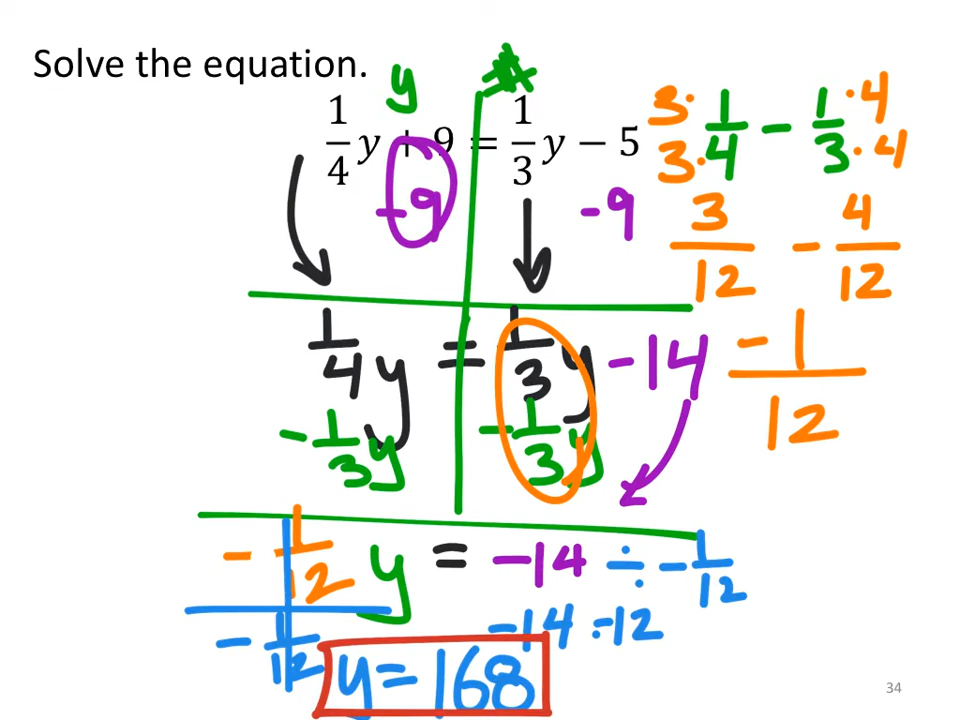 Solve the equation.
y #
1/4 y + 9 = 1/3 y − 5
-9 -9
3· 1/4 - 1/3 ·4
3· ·4
3/12 - 4/12
-1/12
1/4 y = 1/3 y -14
-1/3 y -1/3 y
-1/12 y = -14 ÷ -1/12
-1/12 -14 · -12
y = 168
34